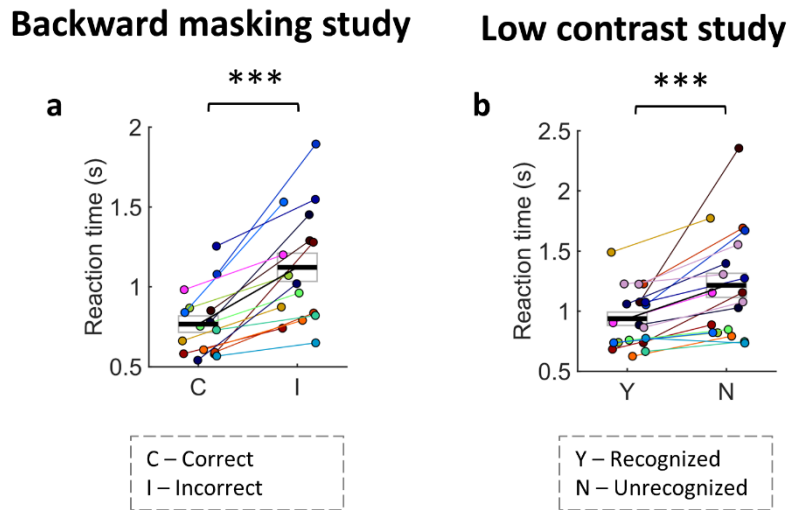 Backward masking study
Low contrast study
a
***
Reaction time (s)
2
1.5
1
0.5
C
I
C – Correct
I – Incorrect
b
***
Reaction time (s)
2.5
2
1.5
1
0.5
Y
N
Y – Recognized
N – Unrecognized